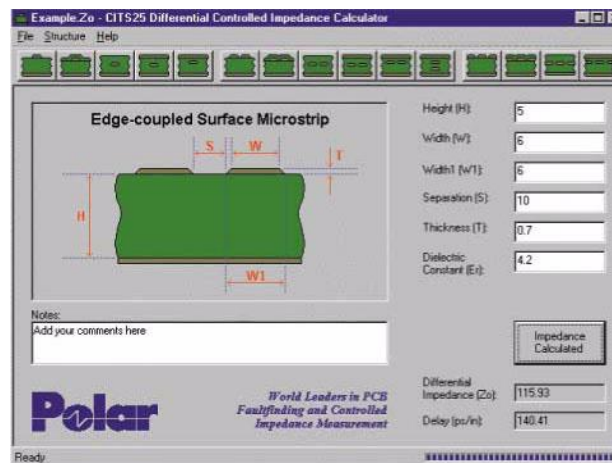 Example.Zo - CITS25 Differential Controlled Impedance Calculator
File Structure Help
Edge-coupled Surface Microstrip
S
W
T
H
W1
Height (H):
5
Width (W):
6
Width1 (W1):
6
Separation (S):
10
Thickness (T):
0.7
Dielectric
Constant (Er):
4.2
Notes:
Add your comments here
Impedance
Calculated
Polar
World Leaders in PCB
Faultfinding and Controlled
Impedance Measurement
Differential
Impedance (Zo):
115.93
Delay (ps/in):
140.41
Ready